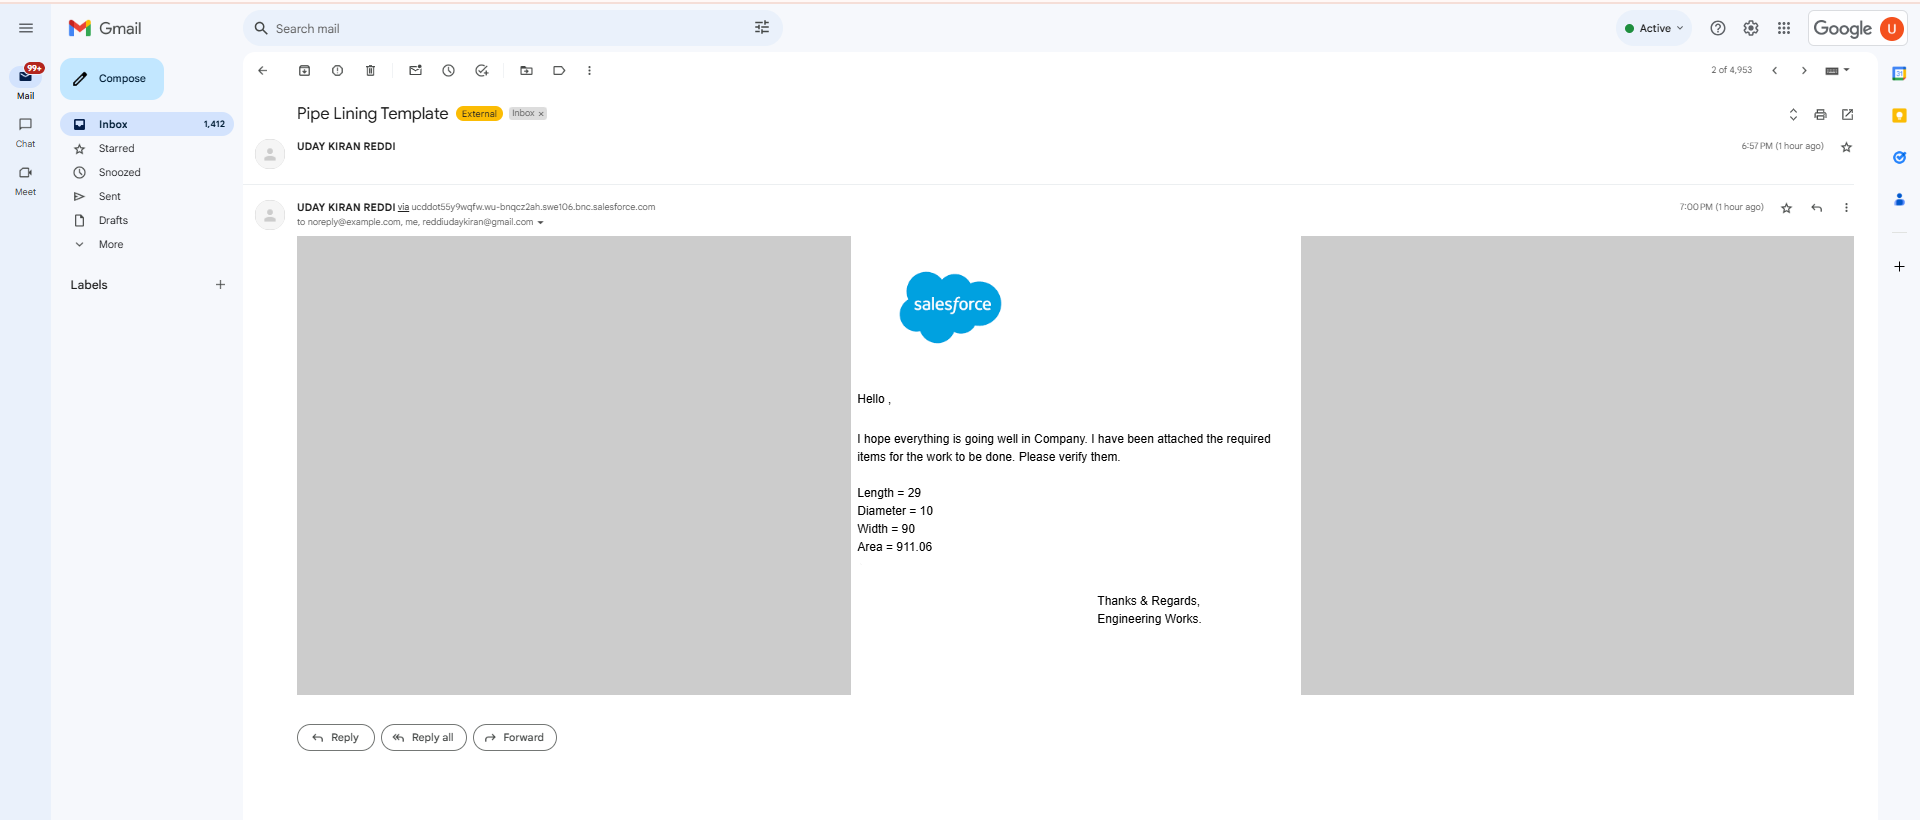 Gmail
Search mail
Active
Google
U
99+
Mail
Chat
Meet
Compose
Inbox 1,412
Starred
Snoozed
Sent
Drafts
More
Labels
2 of 4,953
31
Pipe Lining Template External Inbox ×
UDAY KIRAN REDDI 6:57 PM (1 hour ago)
UDAY KIRAN REDDI via ucddot55y9wqfw.wu-bnqcz2ah.swe106.bnc.salesforce.com 7:00 PM (1 hour ago)
to noreply@example.com, me, reddiudaykiran@gmail.com
salesforce
Hello ,
I hope everything is going well in Company. I have been attached the required
items for the work to be done. Please verify them.
Length = 29
Diameter = 10
Width = 90
Area = 911.06
Thanks & Regards,
Engineering Works.
Reply
Reply all
Forward